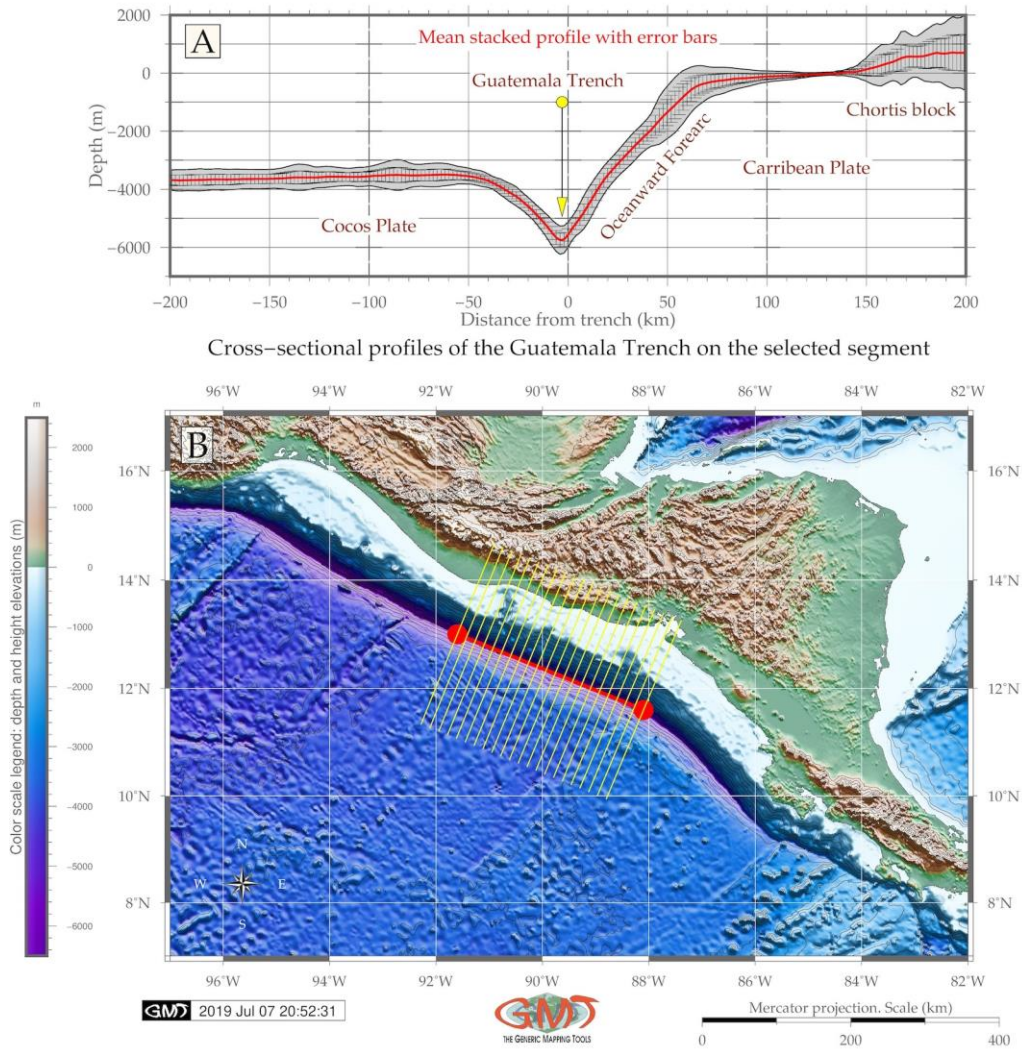 2000
0
−2000
−4000
−6000
Depth (m)
A
Mean stacked profile with error bars
Guatemala Trench
Cocos Plate
Oceanward Forearc
Carribean Plate
Chortis block
−200 −150 −100 −50 0 50 100 150 200
Distance from trench (km)
Cross−sectional profiles of the Guatemala Trench on the selected segment
96°W 94°W 92°W 90°W 88°W 86°W 84°W 82°W
B
m
2000
1000
0
−1000
−2000
−3000
−4000
−5000
−6000
Color scale legend: depth and height elevations (m)
16°N 16°N
14°N 14°N
12°N 12°N
10°N 10°N
8°N 8°N
N
W E
S
96°W 94°W 92°W 90°W 88°W 86°W 84°W 82°W
GMT 2019 Jul 07 20:52:31
GMT
THE GENERIC MAPPING TOOLS
Mercator projection. Scale (km)
0 200 400